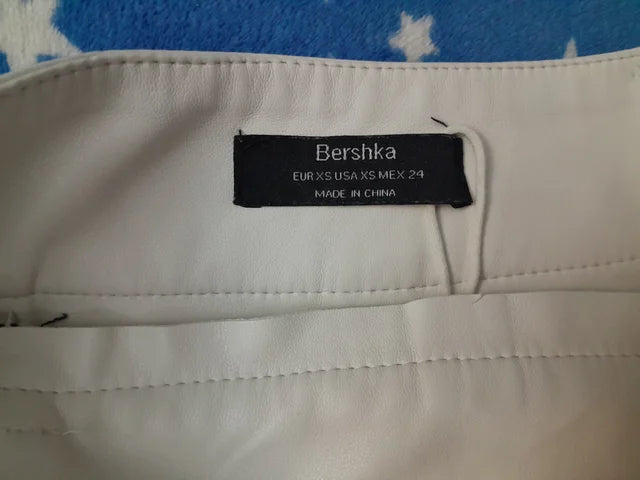 Bershka
EUR XS USA XS MEX 24
MADE IN CHINA